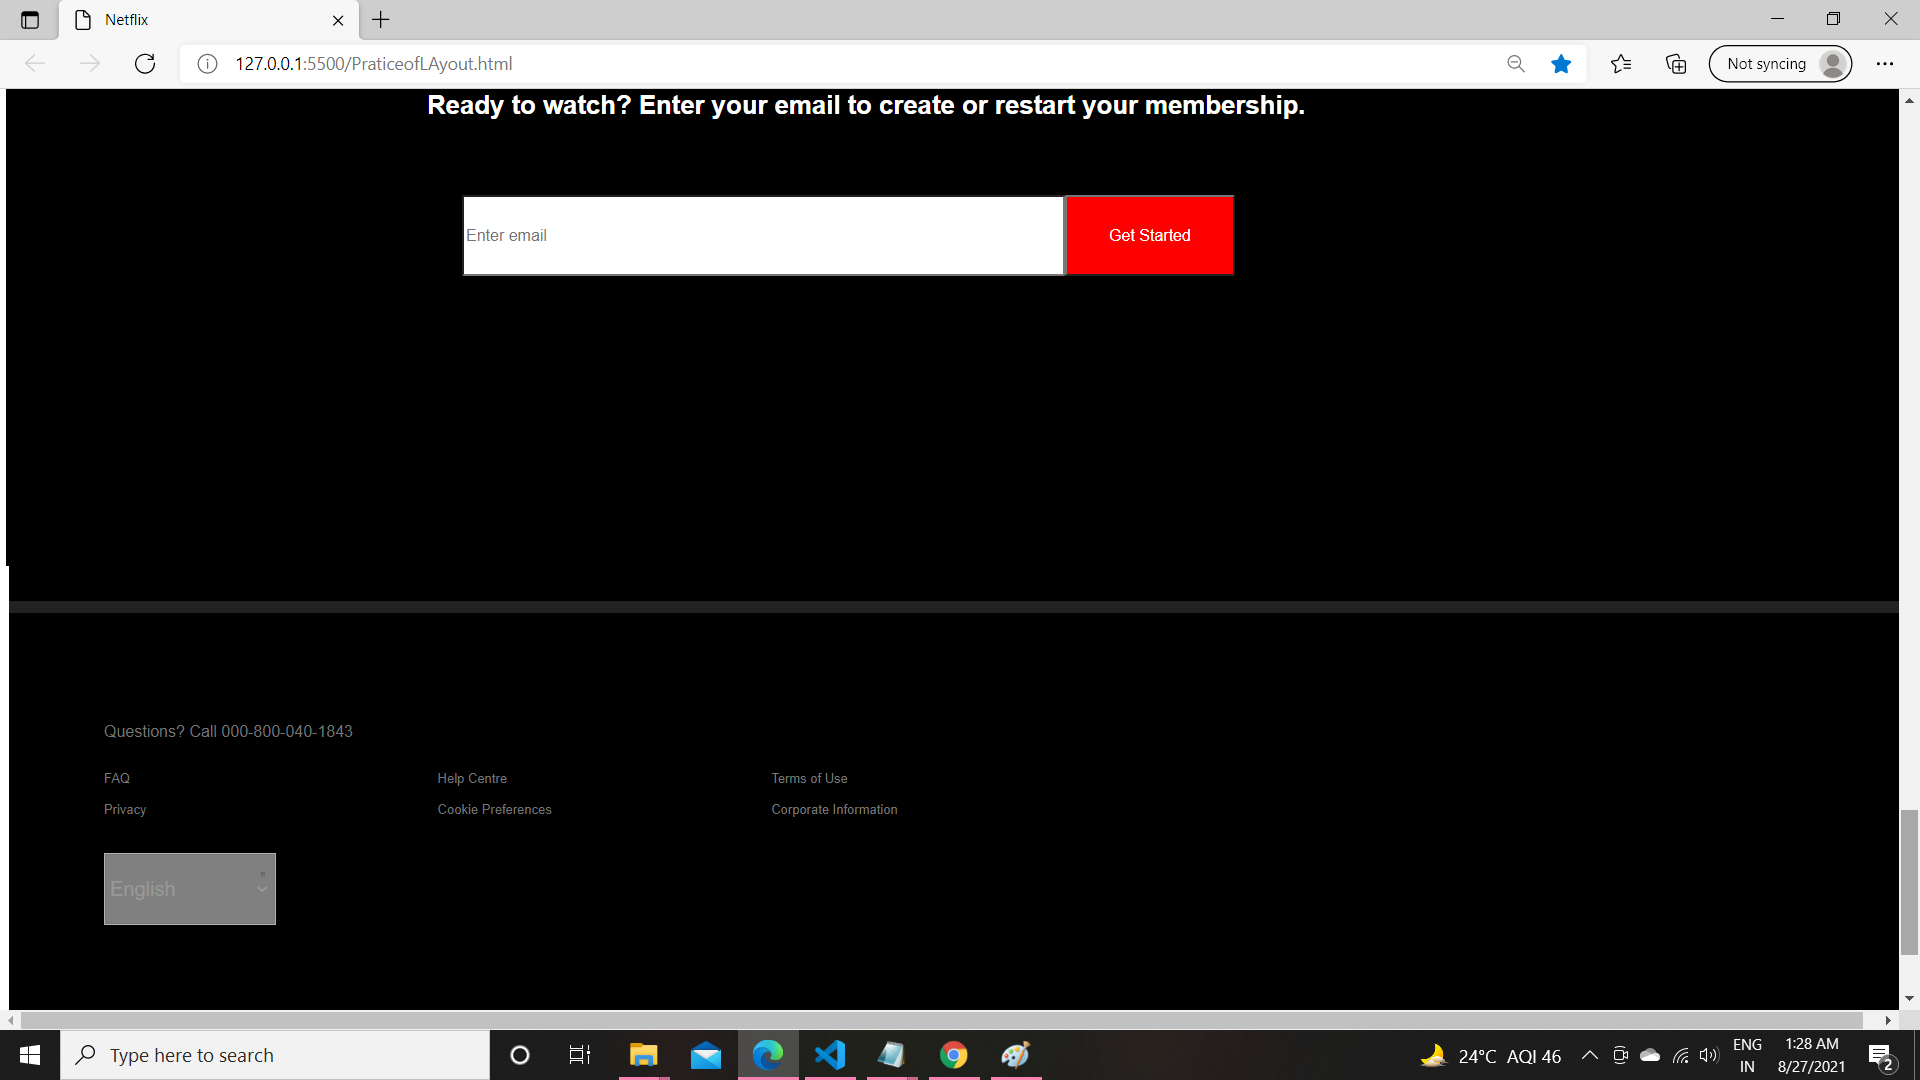 Netflix
127.0.0.1:5500/PraticeofLAyout.html
Not syncing
Ready to watch? Enter your email to create or restart your membership.
Enter email
Get Started
Questions? Call 000-800-040-1843
FAQ Help Centre Terms of Use
Privacy Cookie Preferences Corporate Information
English
Type here to search
24°C AQI 46
ENG
IN
1:28 AM
8/27/2021
2